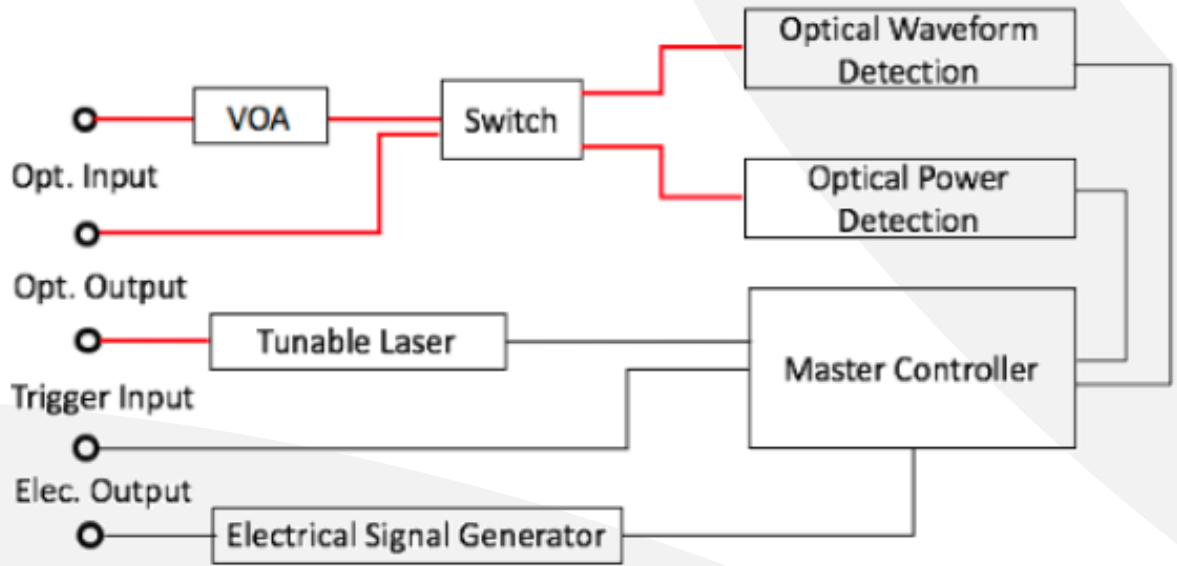 Optical Waveform
Detection
VOA
Switch
Opt. Input
Optical Power
Detection
Opt. Output
Tunable Laser
Master Controller
Trigger Input
Elec. Output
Electrical Signal Generator